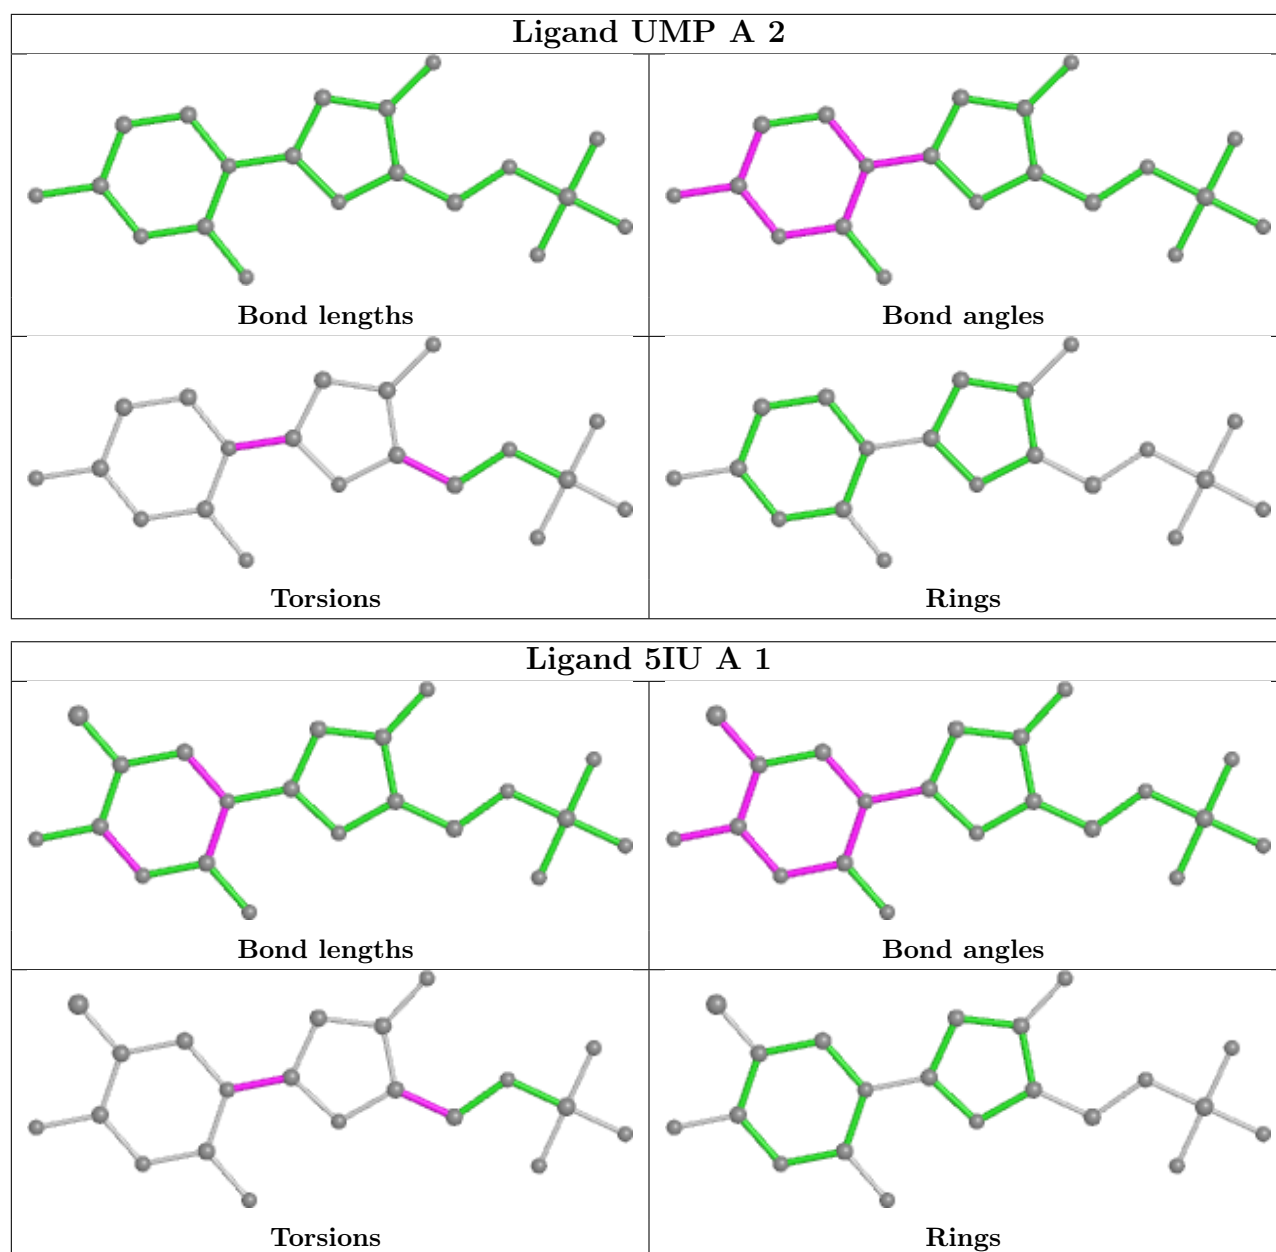 Ligand UMP A 2
Bond lengths
Bond angles
Torsions
Rings
Ligand 5IU A 1
Bond lengths
Bond angles
Torsions
Rings